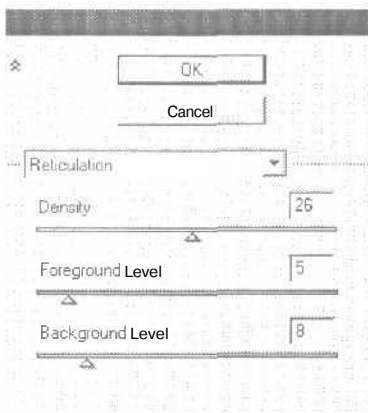 OK
Cancel
Reticulation
Density 26
Foreground Level 5
Background Level 8